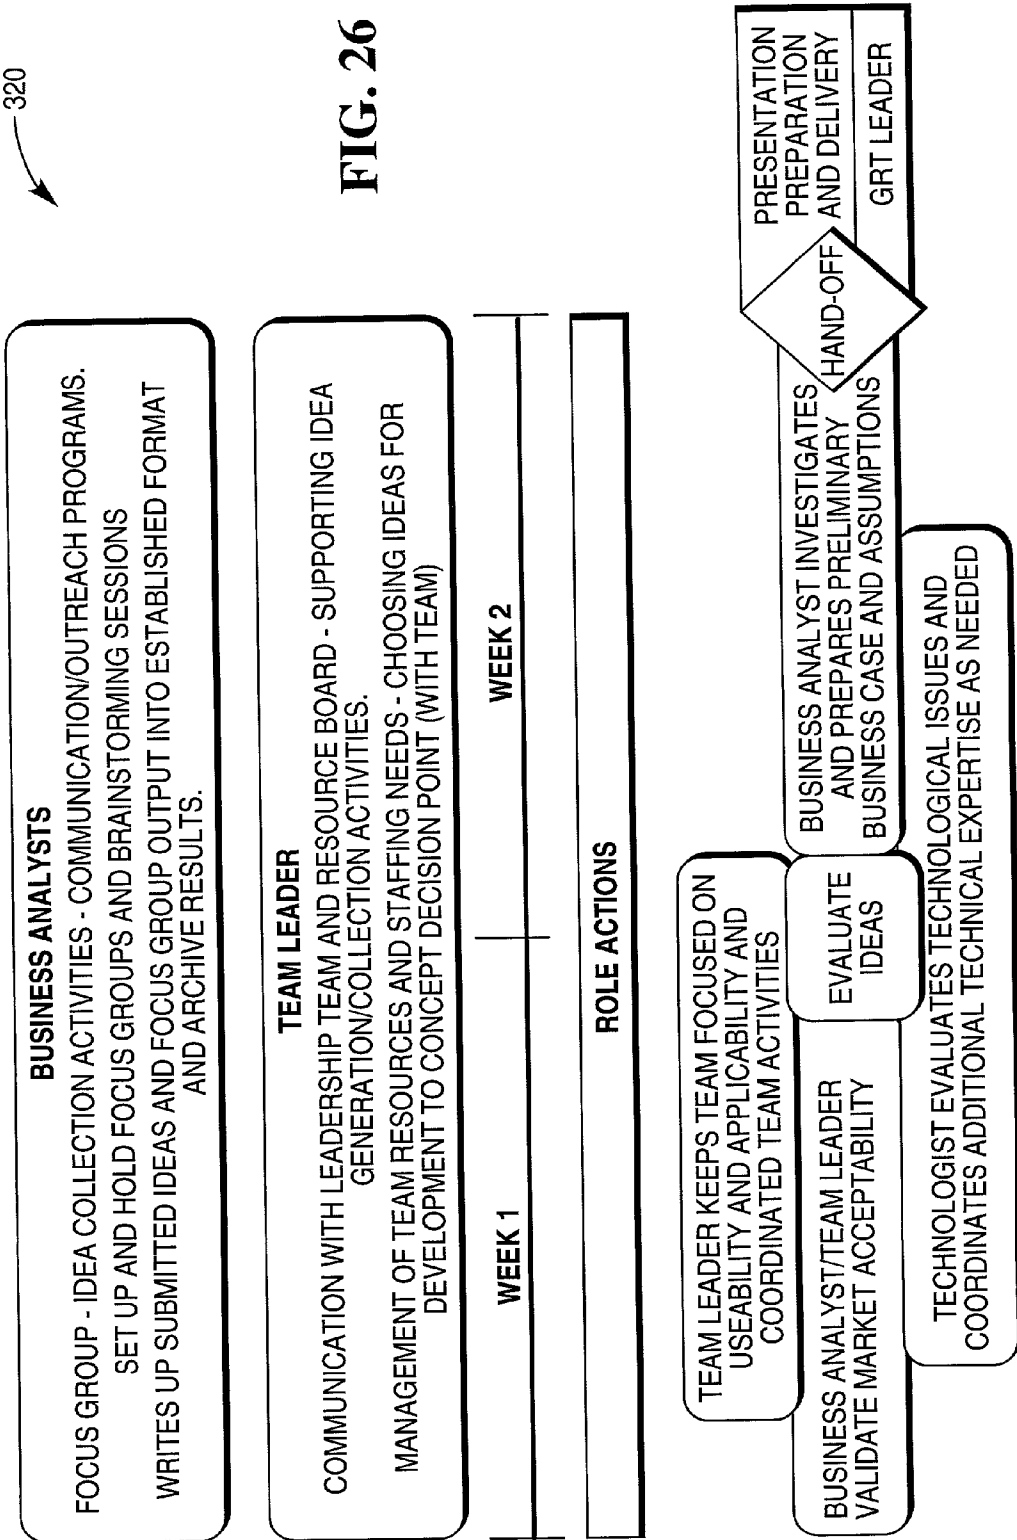 320
BUSINESS ANALYSTS
FOCUS GROUP - IDEA COLLECTION ACTIVITIES - COMMUNICATION/OUTREACH PROGRAMS.
SET UP AND HOLD FOCUS GROUPS AND BRAINSTORMING SESSIONS
WRITES UP SUBMITTED IDEAS AND FOCUS GROUP OUTPUT INTO ESTABLISHED FORMAT
AND ARCHIVE RESULTS.
TEAM LEADER
COMMUNICATION WITH LEADERSHIP TEAM AND RESOURCE BOARD - SUPPORTING IDEA
GENERATION/COLLECTION ACTIVITIES.
MANAGEMENT OF TEAM RESOURCES AND STAFFING NEEDS - CHOOSING IDEAS FOR
DEVELOPMENT TO CONCEPT DECISION POINT (WITH TEAM)
FIG. 26
WEEK 1
WEEK 2
ROLE ACTIONS
TEAM LEADER KEEPS TEAM FOCUSED ON
USEABILITY AND APPLICABILITY AND
COORDINATED TEAM ACTIVITIES
BUSINESS ANALYST/TEAM LEADER
VALIDATE MARKET ACCEPTABILITY
EVALUATE
IDEAS
BUSINESS ANALYST INVESTIGATES
AND PREPARES PRELIMINARY
BUSINESS CASE AND ASSUMPTIONS
HAND-OFF
PRESENTATION
PREPARATION
AND DELIVERY
GRT LEADER
TECHNOLOGIST EVALUATES TECHNOLOGICAL ISSUES AND
COORDINATES ADDITIONAL TECHNICAL EXPERTISE AS NEEDED